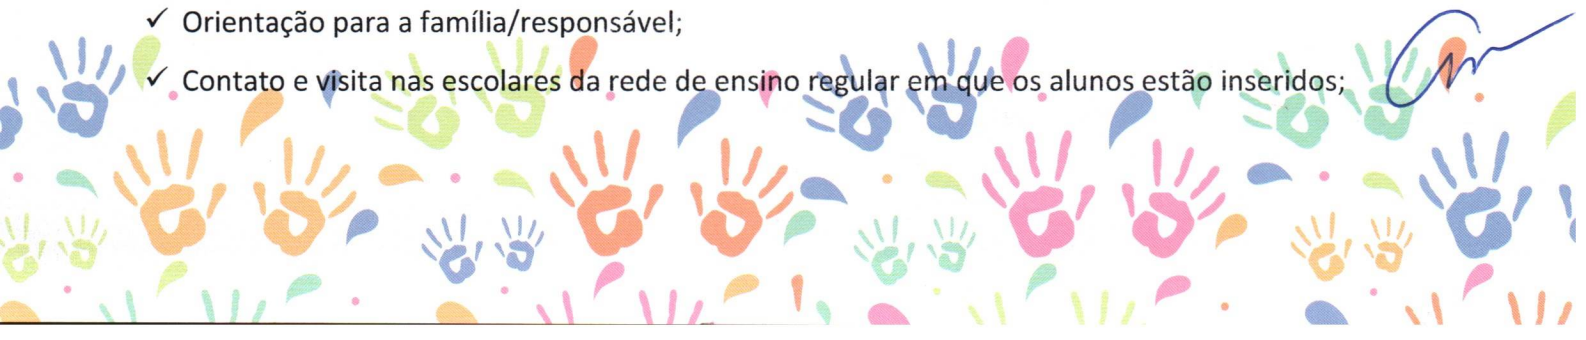 ✓ Orientação para a família/responsável;
✓ Contato e visita nas escolares da rede de ensino regular em que os alunos estão inseridos;